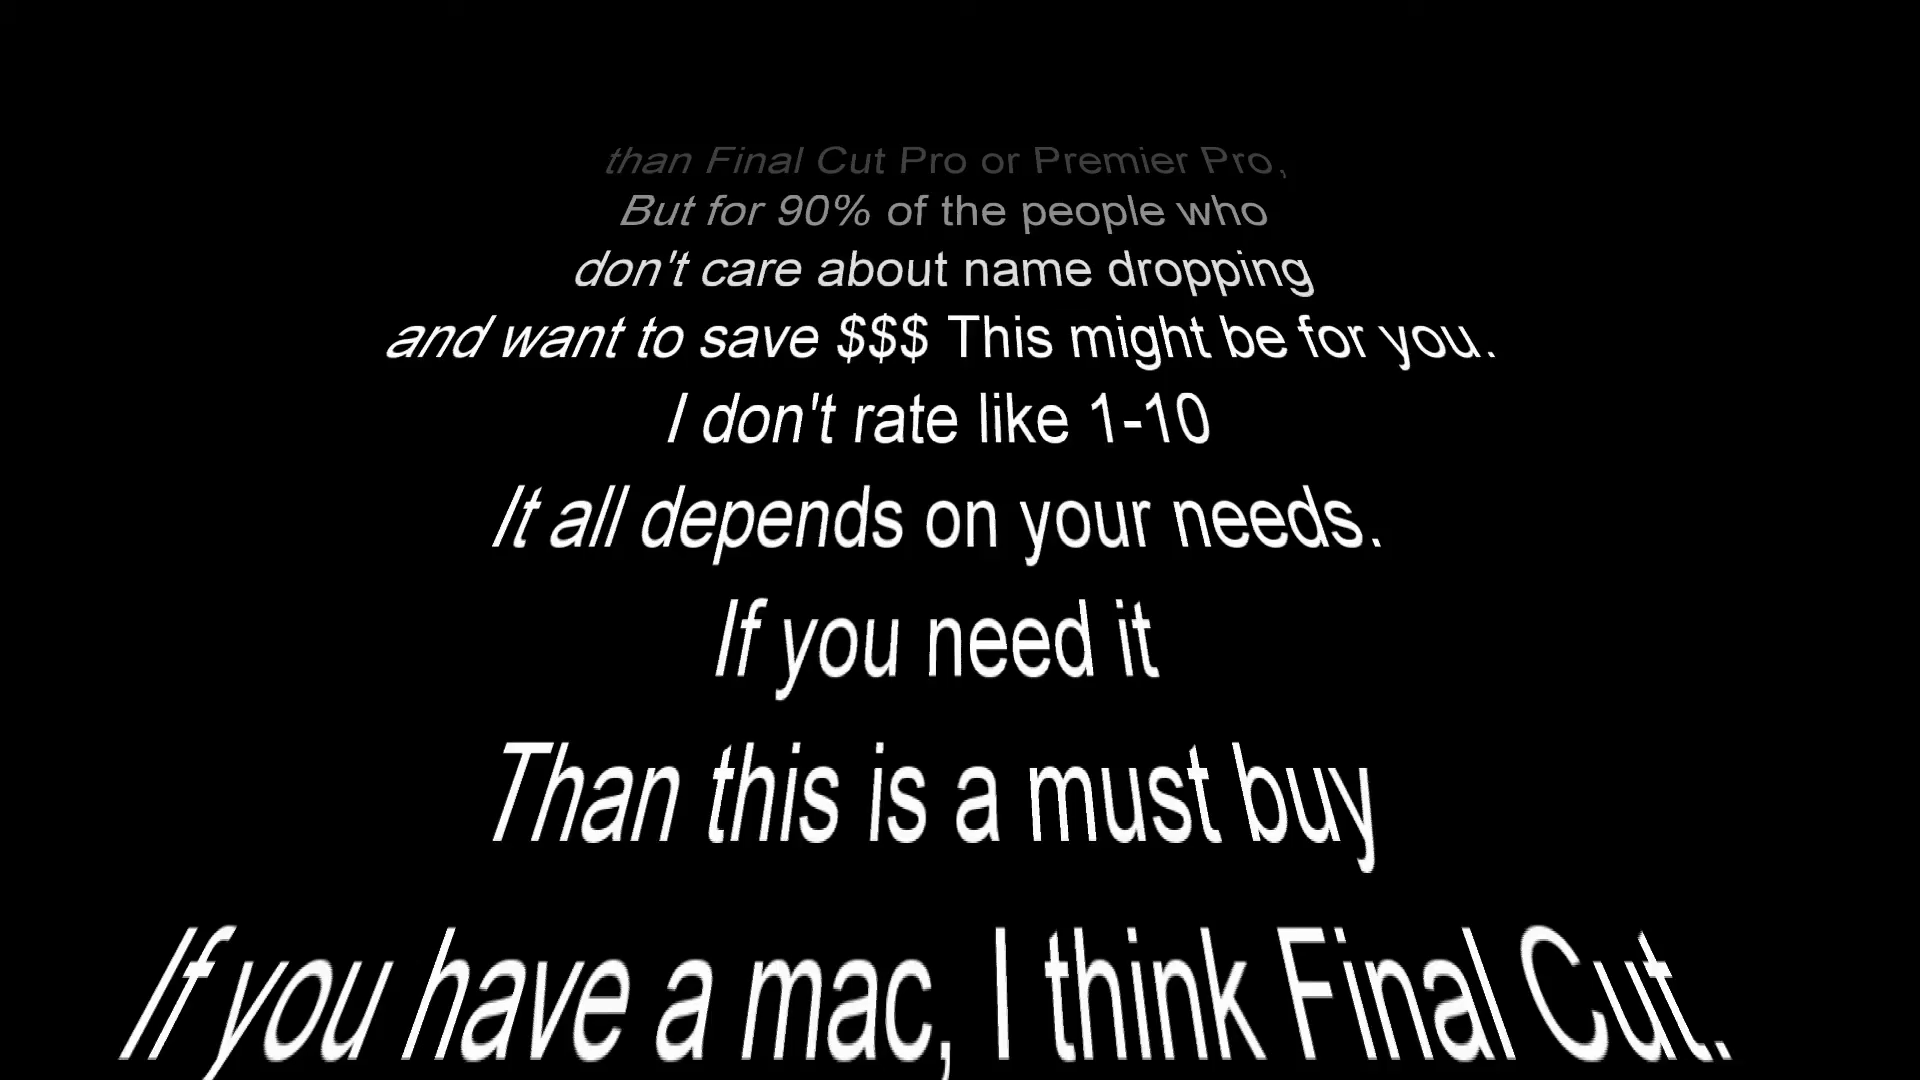 than Final Cut Pro or Premier Pro,
But for 90% of the people who
don't care about name dropping
and want to save $$$ This might be for you.
I don't rate like 1-10
It all depends on your needs.
If you need it
Than this is a must buy
If you have a mac, I think Final Cut.